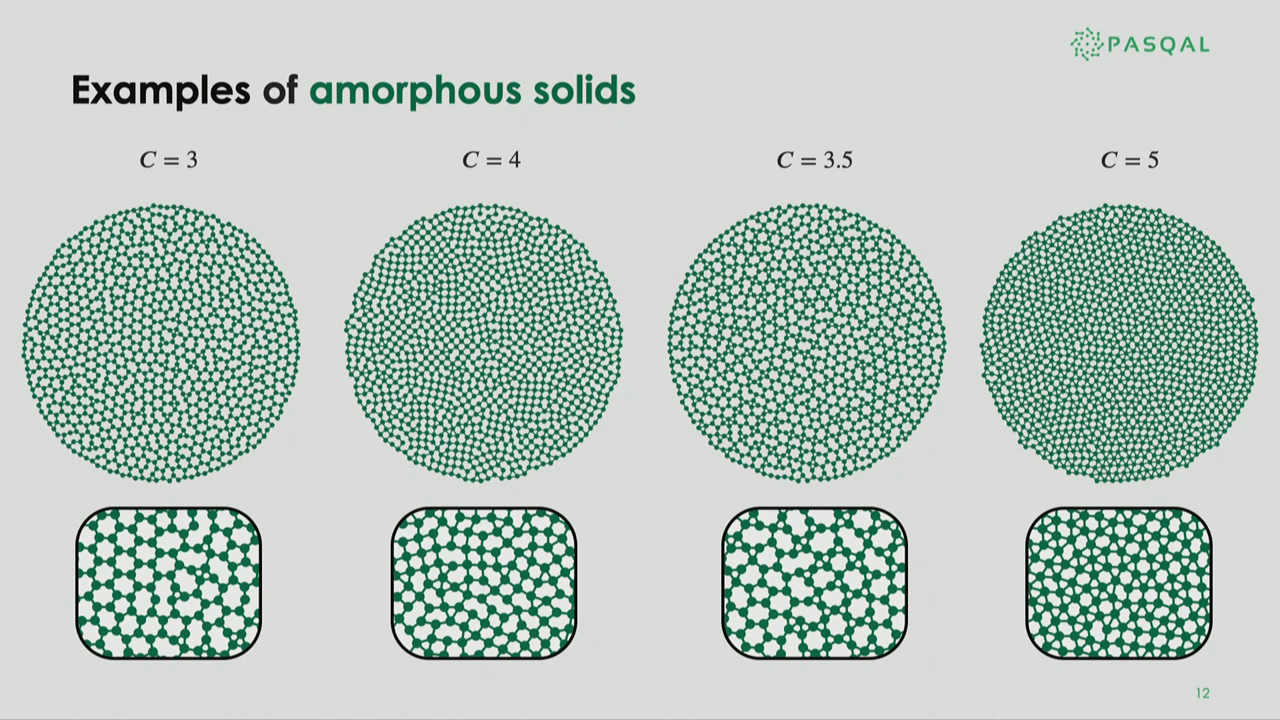 PASQAL
Examples of amorphous solids
C = 3
C = 4
C = 3.5
C = 5
12